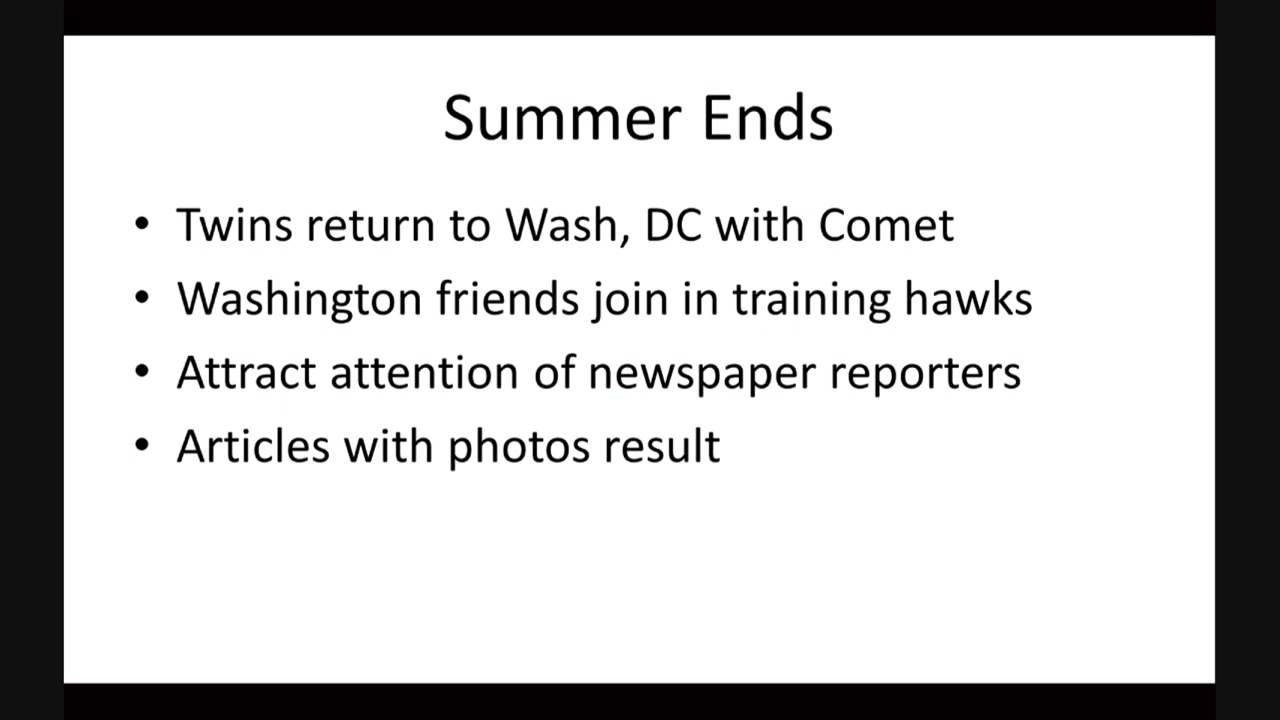 Summer Ends
• Twins return to Wash, DC with Comet
• Washington friends join in training hawks
• Attract attention of newspaper reporters
• Articles with photos result